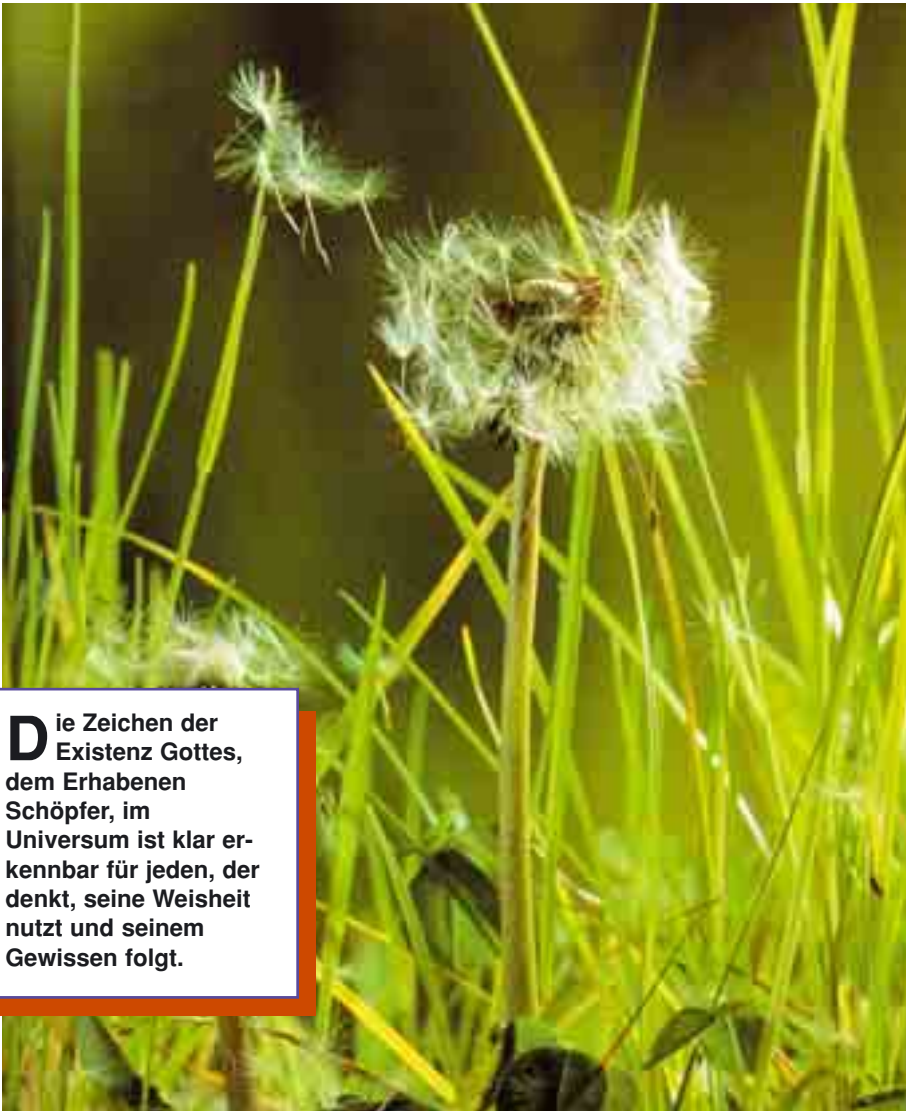 Die Zeichen der
Existenz Gottes,
dem Erhabenen
Schöpfer, im
Universum ist klar er-
kennbar für jeden, der
denkt, seine Weisheit
nutzt und seinem
Gewissen folgt.